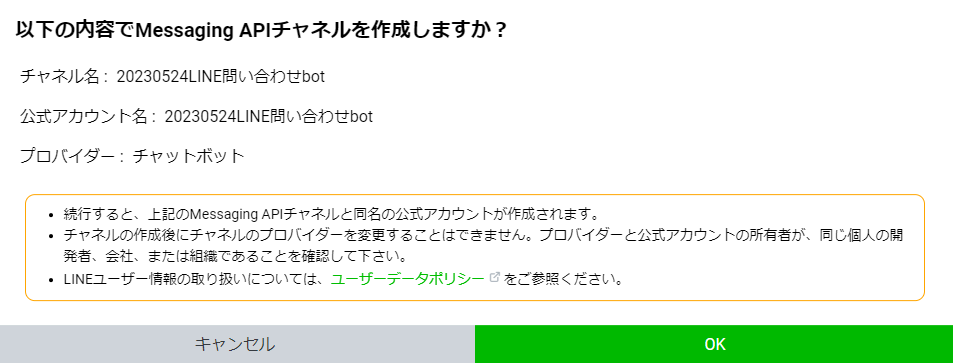 以下の内容でMessaging APIチャネルを作成しますか？
チャネル名： 20230524LINE問い合わせbot
公式アカウント名： 20230524LINE問い合わせbot
プロバイダー： チャットボット
• 続行すると、上記のMessaging APIチャネルと同名の公式アカウントが作成されます。
• チャネルの作成後にチャネルのプロバイダーを変更することはできません。プロバイダーと公式アカウントの所有者が、同じ個人の開
発者、会社、または組織であることを確認して下さい。
• LINEユーザー情報の取り扱いについては、ユーザーデータポリシー をご参照ください。
キャンセル
OK